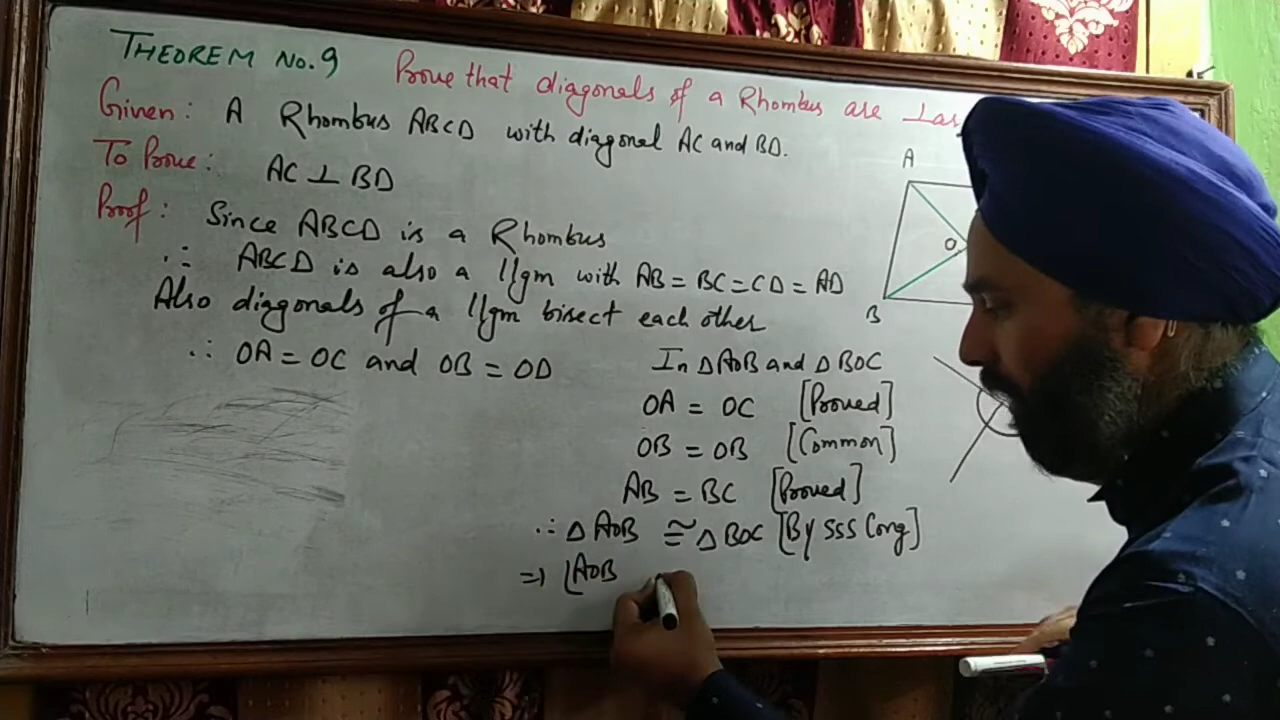 THEOREM No.9 Prove that diagonals of a Rhombus are ⊥ar
Given: A Rhombus ABCD with diagonal AC and BD.
To Prove: AC ⊥ BD
Proof: Since ABCD is a Rhombus
∴ ABCD is also a ||gm with AB = BC = CD = AD
Also diagonals of a ||gm bisect each other
∴ OA = OC and OB = OD
In △AOB and △BOC
OA = OC [Proved]
OB = OB [Common]
AB = BC [Proved]
∴ △AOB ≅ △BOC [By SSS Cong]
⇒ ∠AOB
A
O
B